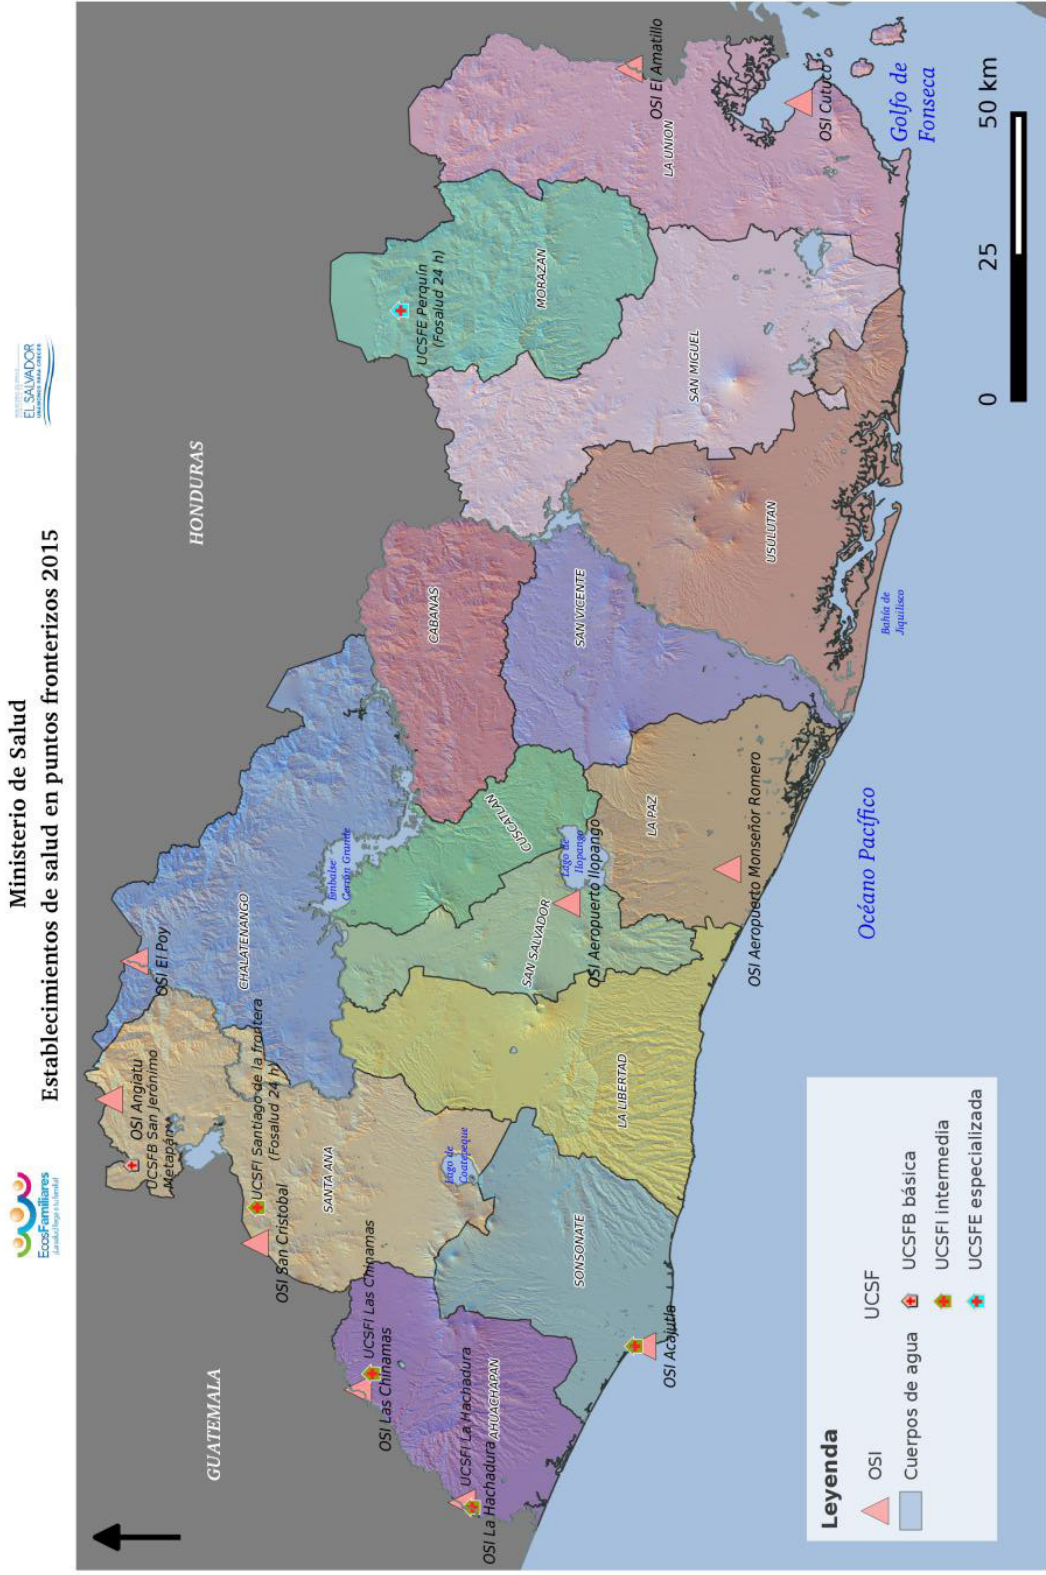 Ministerio de Salud
Establecimientos de salud en puntos fronterizos 2015
EcosFamiliares
EL SALVADOR
UNÁMONOS PARA CRECER
GUATEMALA
HONDURAS
OSI El Poy
OSI Angiatu
UCSFB San Jerónimo
Metapán
CHALATENANGO
UCSFI Santiago de la frontera
(Fosalud 24 h)
OSI San Cristobal
SANTA ANA
Embalse
Cerrón Grande
UCSFE Perquín
(Fosalud 24 h)
CABANAS
MORAZAN
UCSFI Las Chinamas
OSI Las Chinamas
Lago de
Coatepeque
UCSFI La Hachadura
OSI La Hachadura
AHUACHAPAN
CUSCATLAN
SAN SALVADOR
Lago de
Ilopango
OSI Aeropuerto Ilopango
SAN VICENTE
SONSONATE
LA LIBERTAD
LA PAZ
OSI El Amatillo
LA UNION
SAN MIGUEL
OSI Acajutla
OSI Aeropuerto Monseñor Romero
USULUTAN
OSI Cutuco
Golfo de
Fonseca
Bahía de
Jiquilisco
Océano Pacífico
0 25 50 km
Leyenda
OSI
Cuerpos de agua
UCSF
UCSFB básica
UCSFI intermedia
UCSFE especializada